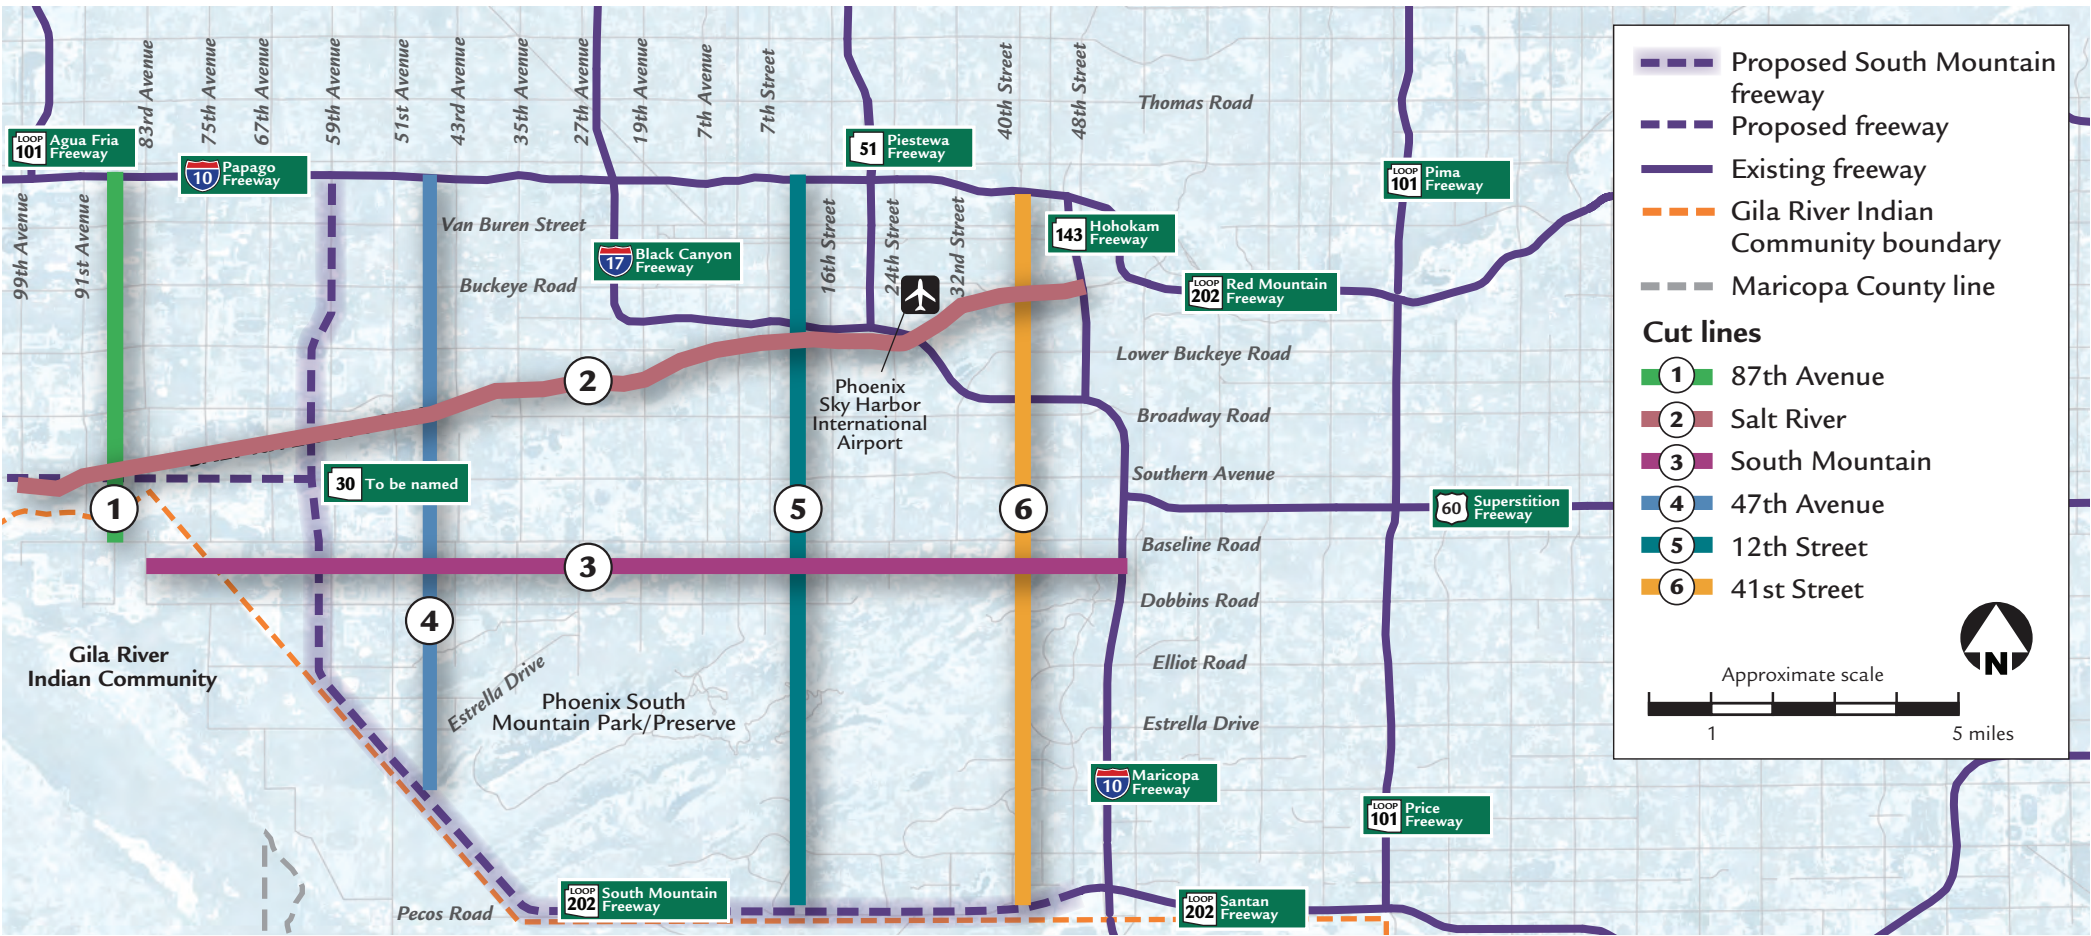 83rd Avenue
75th Avenue
67th Avenue
59th Avenue
51st Avenue
43rd Avenue
35th Avenue
27th Avenue
19th Avenue
7th Avenue
7th Street
40th Street
48th Street
Thomas Road
LOOP
101
Agua Fria
Freeway
10
Papago
Freeway
51
Piestewa
Freeway
LOOP
101
Pima
Freeway
99th Avenue
91st Avenue
Van Buren Street
Buckeye Road
17
Black Canyon
Freeway
16th Street
24th Street
32nd Street
143
Hohokam
Freeway
LOOP
202
Red Mountain
Freeway
Lower Buckeye Road
2
Phoenix
Sky Harbor
International
Airport
Broadway Road
Southern Avenue
30
To be named
1
5
6
60
Superstition
Freeway
Baseline Road
3
Dobbins Road
4
Gila River
Indian Community
Estrella Drive
Phoenix South
Mountain Park/Preserve
Elliot Road
Estrella Drive
10
Maricopa
Freeway
LOOP
101
Price
Freeway
Pecos Road
LOOP
202
South Mountain
Freeway
LOOP
202
Santan
Freeway
Proposed South Mountain
freeway
Proposed freeway
Existing freeway
Gila River Indian
Community boundary
Maricopa County line
Cut lines
1 87th Avenue
2 Salt River
3 South Mountain
4 47th Avenue
5 12th Street
6 41st Street
N
Approximate scale
1 5 miles